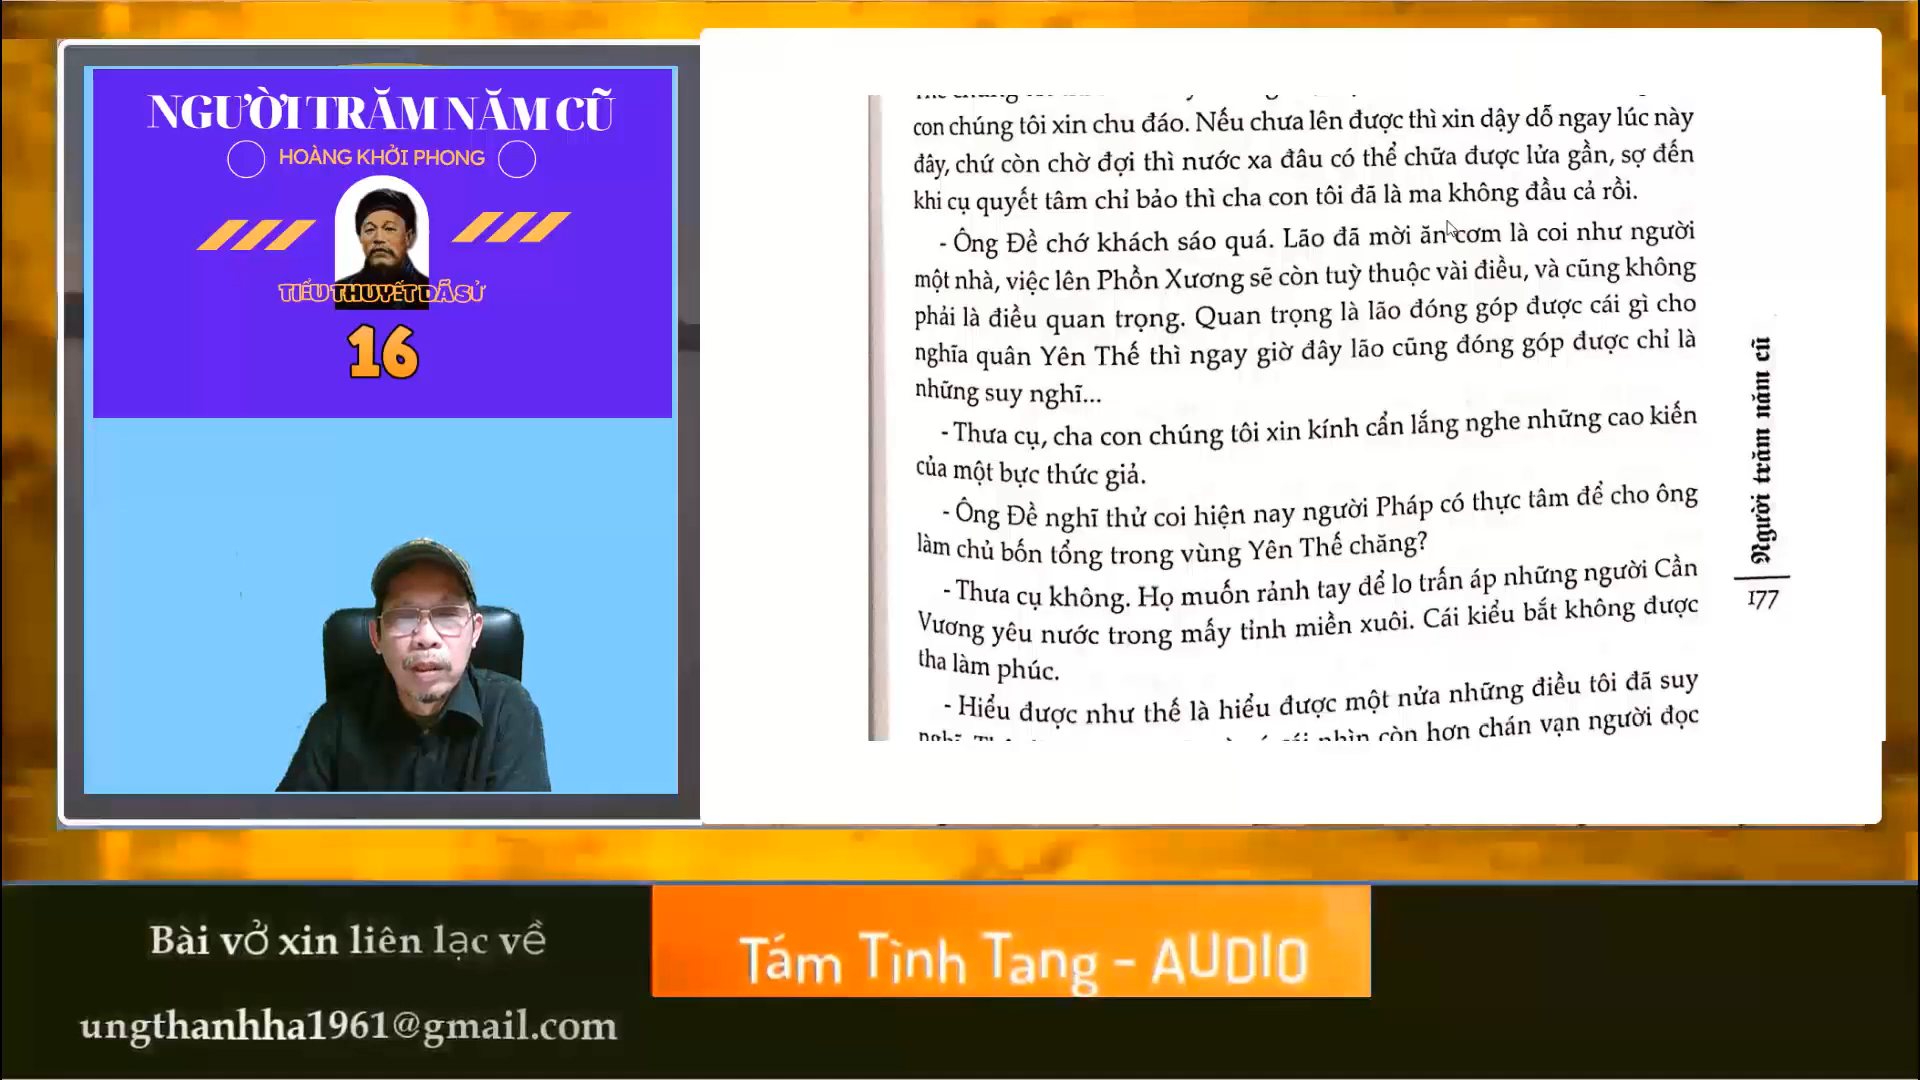 NGƯỜI TRĂM NĂM CŨ
HOÀNG KHỞI PHONG
TIỂU THUYẾT DÃ SỬ
16
con chúng tôi xin chu đáo. Nếu chưa lên được thì xin dậy dỗ ngay lúc này
đây, chứ còn chờ đợi thì nước xa đâu có thể chữa được lửa gần, sợ đến
khi cụ quyết tâm chỉ bảo thì cha con tôi đã là ma không đầu cả rồi.
- Ông Đề chớ khách sáo quá. Lão đã mời ăn cơm là coi như người
một nhà, việc lên Phồn Xương sẽ còn tuỳ thuộc vài điều, và cũng không
phải là điều quan trọng. Quan trọng là lão đóng góp được cái gì cho
nghĩa quân Yên Thế thì ngay giờ đây lão cũng đóng góp được chỉ là
những suy nghĩ...
- Thưa cụ, cha con chúng tôi xin kính cẩn lắng nghe những cao kiến
của một bực thức giả.
- Ông Đề nghĩ thử coi hiện nay người Pháp có thực tâm để cho ông
làm chủ bốn tổng trong vùng Yên Thế chăng?
- Thưa cụ không. Họ muốn rảnh tay để lo trấn áp những người Cần
Vương yêu nước trong mấy tỉnh miền xuôi. Cái kiểu bắt không được
tha làm phúc.
- Hiểu được như thế là hiểu được một nửa những điều tôi đã suy
nhìn còn hơn chán vạn người đọc
Người trăm năm cũ
177
Bài vở xin liên lạc về
ungthanhha1961@gmail.com
Tám Tình Tang - AUDIO